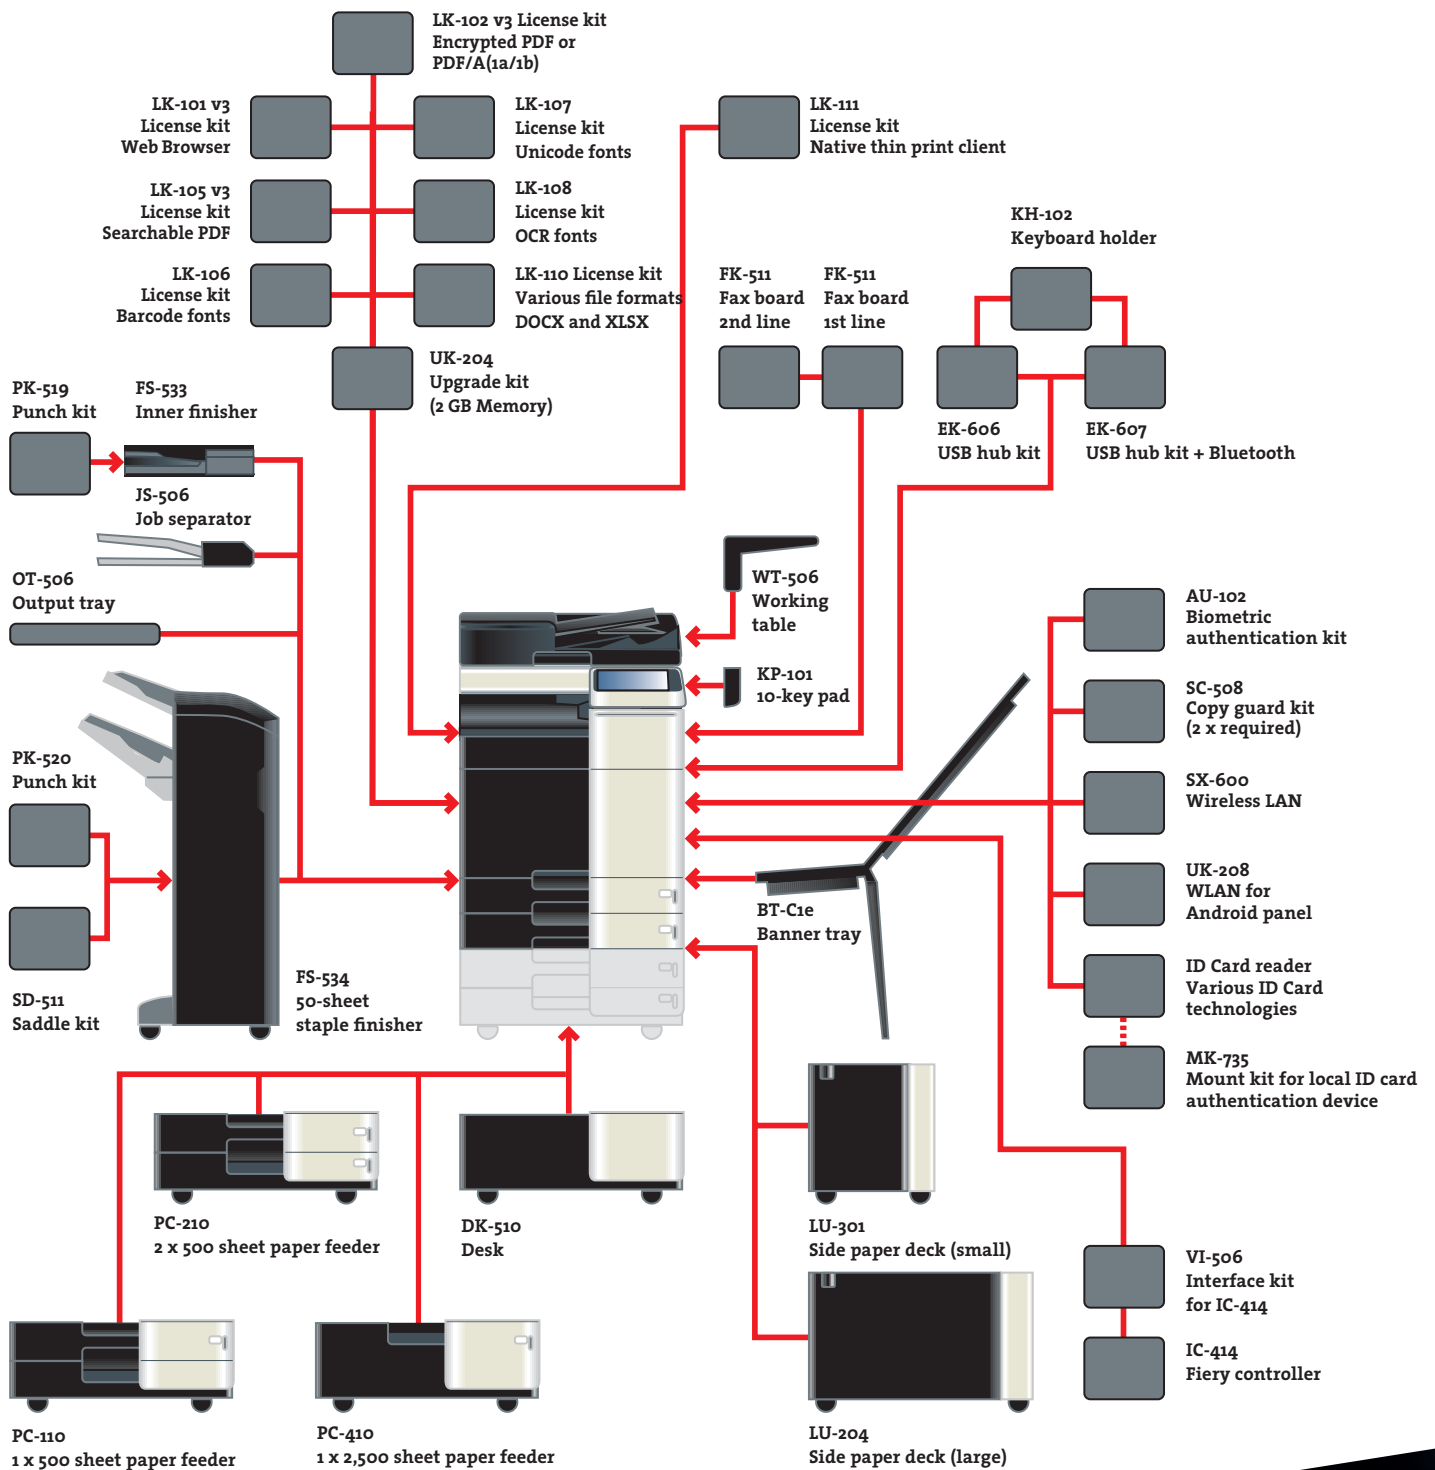 LK-102 v3 License kit
Encrypted PDF or
PDF/A(1a/1b)
LK-101 v3
License kit
Web Browser
LK-107
License kit
Unicode fonts
LK-111
License kit
Native thin print client
LK-105 v3
License kit
Searchable PDF
LK-108
License kit
OCR fonts
KH-102
Keyboard holder
LK-106
License kit
Barcode fonts
LK-110 License kit
Various file formats
DOCX and XLSX
FK-511
Fax board
2nd line
FK-511
Fax board
1st line
UK-204
Upgrade kit
(2 GB Memory)
PK-519
Punch kit
FS-533
Inner finisher
EK-606
USB hub kit
EK-607
USB hub kit + Bluetooth
JS-506
Job separator
OT-506
Output tray
WT-506
Working
table
KP-101
10-key pad
AU-102
Biometric
authentication kit
SC-508
Copy guard kit
(2 x required)
PK-520
Punch kit
SX-600
Wireless LAN
UK-208
WLAN for
Android panel
BT-C1e
Banner tray
SD-511
Saddle kit
FS-534
50-sheet
staple finisher
ID Card reader
Various ID Card
technologies
MK-735
Mount kit for local ID card
authentication device
PC-210
2 x 500 sheet paper feeder
DK-510
Desk
LU-301
Side paper deck (small)
VI-506
Interface kit
for IC-414
IC-414
Fiery controller
PC-110
1 x 500 sheet paper feeder
PC-410
1 x 2,500 sheet paper feeder
LU-204
Side paper deck (large)